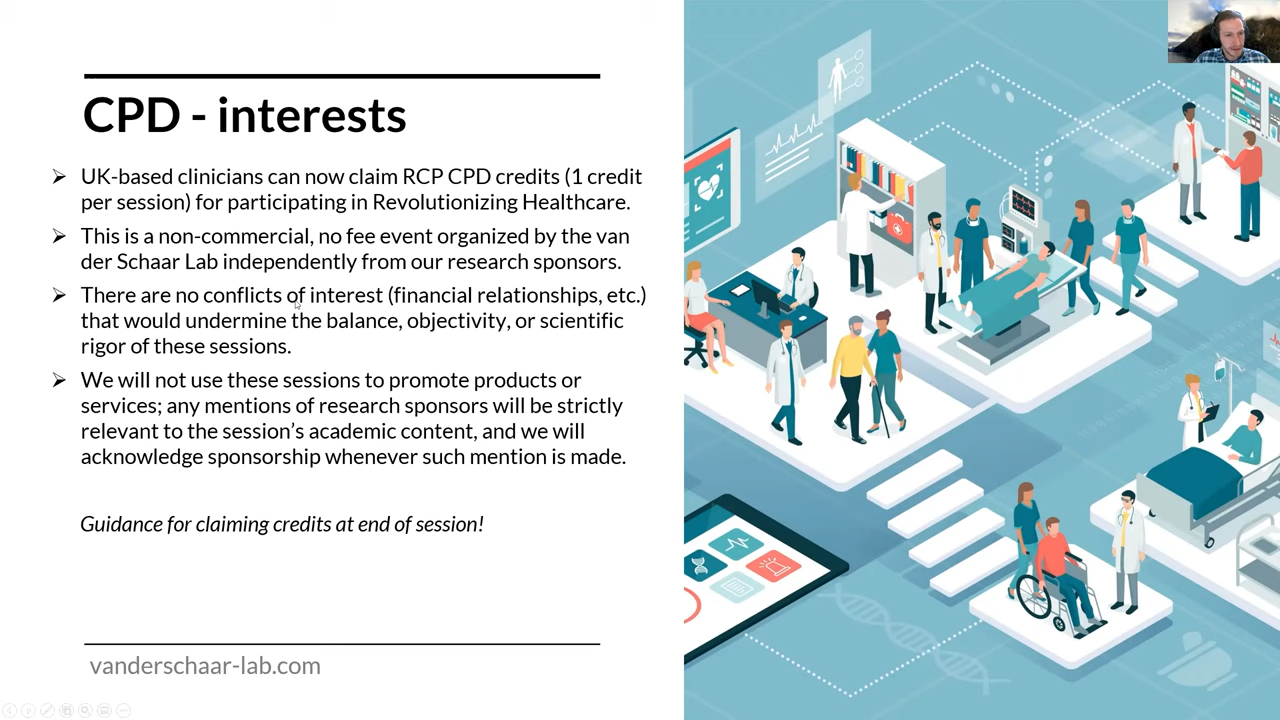 CPD - interests
UK-based clinicians can now claim RCP CPD credits (1 credit
per session) for participating in Revolutionizing Healthcare.
This is a non-commercial, no fee event organized by the van
der Schaar Lab independently from our research sponsors.
There are no conflicts of interest (financial relationships, etc.)
that would undermine the balance, objectivity, or scientific
rigor of these sessions.
We will not use these sessions to promote products or
services; any mentions of research sponsors will be strictly
relevant to the session’s academic content, and we will
acknowledge sponsorship whenever such mention is made.
Guidance for claiming credits at end of session!
vanderschaar-lab.com